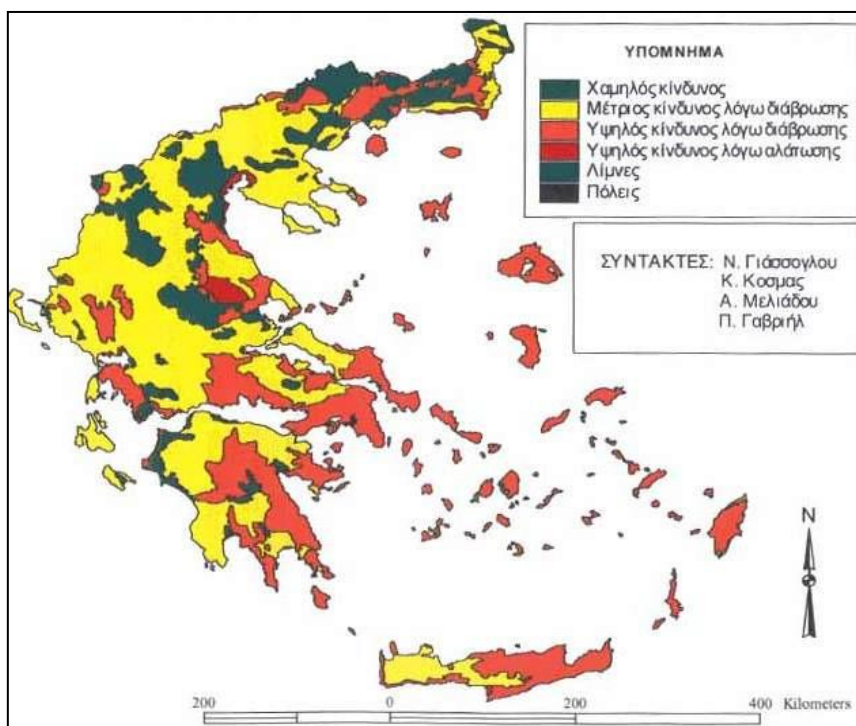 ΥΠΟΜΝΗΜΑ
Χαμηλός κίνδυνος
Μέτριος κίνδυνος λόγω διάβρωσης
Υψηλός κίνδυνος λόγω διάβρωσης
Υψηλός κίνδυνος λόγω αλάτωσης
Λίμνες
Πόλεις
ΣΥΝΤΑΚΤΕΣ: Ν. Γιάσσογλου
Κ. Κοσμας
Α. Μελιάδου
Π. Γαβριήλ
N
200 0 200 400 Kilometers